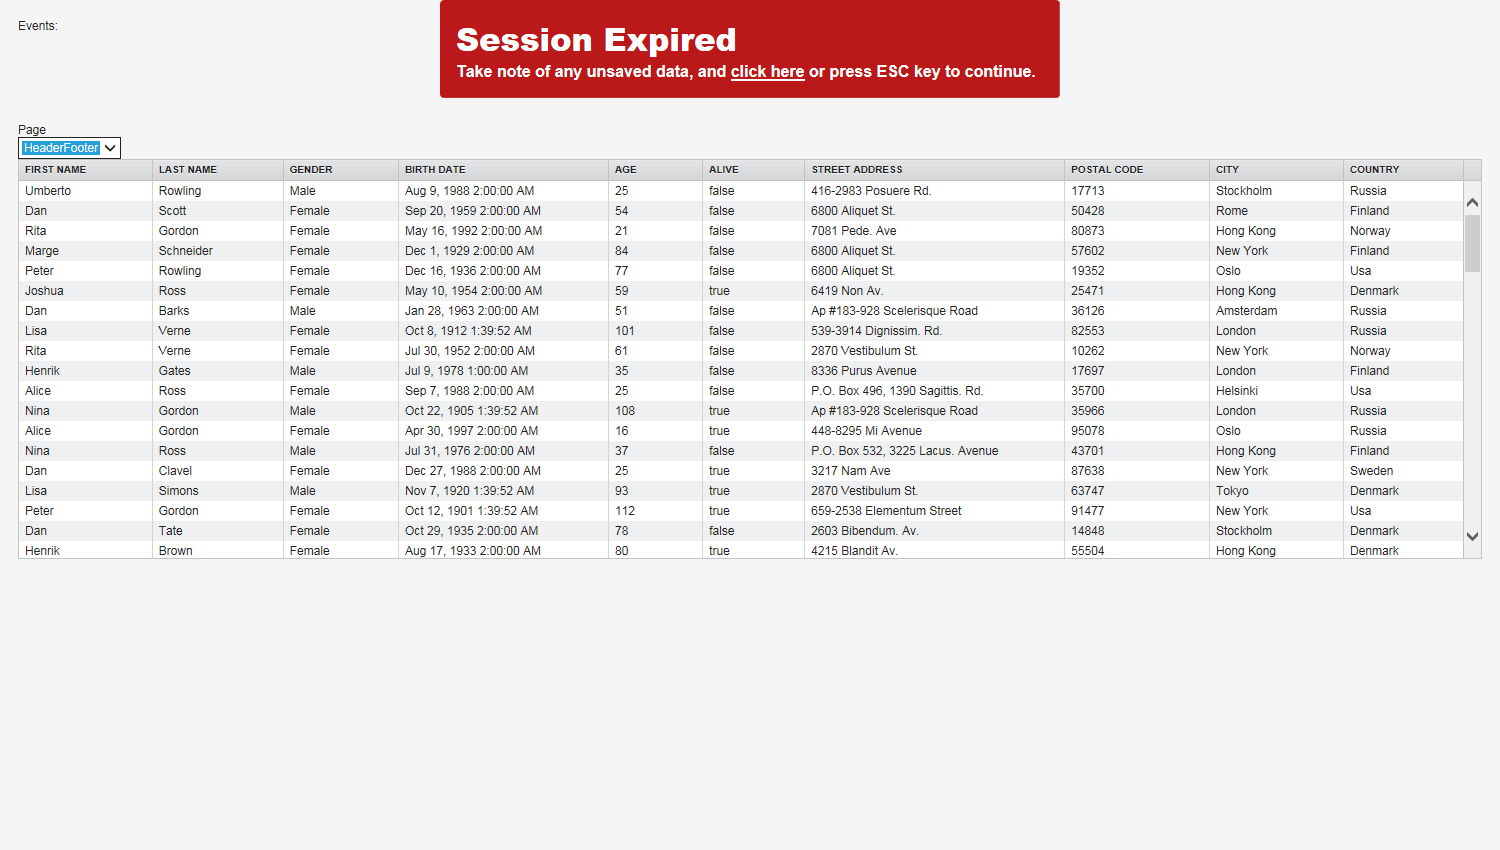 Events:
Session Expired
Take note of any unsaved data, and click here or press ESC key to continue.
Page
HeaderFooter
FIRST NAME LAST NAME GENDER BIRTH DATE AGE ALIVE STREET ADDRESS POSTAL CODE CITY COUNTRY
Umberto Rowling Male Aug 9, 1988 2:00:00 AM 25 false 416-2983 Posuere Rd. 17713 Stockholm Russia
Dan Scott Female Sep 20, 1959 2:00:00 AM 54 false 6800 Aliquet St. 50428 Rome Finland
Rita Gordon Female May 16, 1992 2:00:00 AM 21 false 7081 Pede. Ave 80873 Hong Kong Norway
Marge Schneider Female Dec 1, 1929 2:00:00 AM 84 false 6800 Aliquet St. 57602 New York Finland
Peter Rowling Female Dec 16, 1936 2:00:00 AM 77 false 6800 Aliquet St. 19352 Oslo Usa
Joshua Ross Female May 10, 1954 2:00:00 AM 59 true 6419 Non Av. 25471 Hong Kong Denmark
Dan Barks Male Jan 28, 1963 2:00:00 AM 51 false Ap #183-928 Scelerisque Road 36126 Amsterdam Russia
Lisa Verne Female Oct 8, 1912 1:39:52 AM 101 false 539-3914 Dignissim. Rd. 82553 London Russia
Rita Verne Female Jul 30, 1952 2:00:00 AM 61 false 2870 Vestibulum St. 10262 New York Norway
Henrik Gates Male Jul 9, 1978 1:00:00 AM 35 false 8336 Purus Avenue 17697 London Finland
Alice Ross Female Sep 7, 1988 2:00:00 AM 25 false P.O. Box 496, 1390 Sagittis. Rd. 35700 Helsinki Usa
Nina Gordon Male Oct 22, 1905 1:39:52 AM 108 true Ap #183-928 Scelerisque Road 35966 London Russia
Alice Gordon Female Apr 30, 1997 2:00:00 AM 16 true 448-8295 Mi Avenue 95078 Oslo Russia
Nina Ross Male Jul 31, 1976 2:00:00 AM 37 false P.O. Box 532, 3225 Lacus. Avenue 43701 Hong Kong Finland
Dan Clavel Female Dec 27, 1988 2:00:00 AM 25 true 3217 Nam Ave 87638 New York Sweden
Lisa Simons Male Nov 7, 1920 1:39:52 AM 93 true 2870 Vestibulum St. 63747 Tokyo Denmark
Peter Gordon Female Oct 12, 1901 1:39:52 AM 112 true 659-2538 Elementum Street 91477 New York Usa
Dan Tate Female Oct 29, 1935 2:00:00 AM 78 false 2603 Bibendum. Av. 14848 Stockholm Denmark
Henrik Brown Female Aug 17, 1933 2:00:00 AM 80 true 4215 Blandit Av. 55504 Hong Kong Denmark